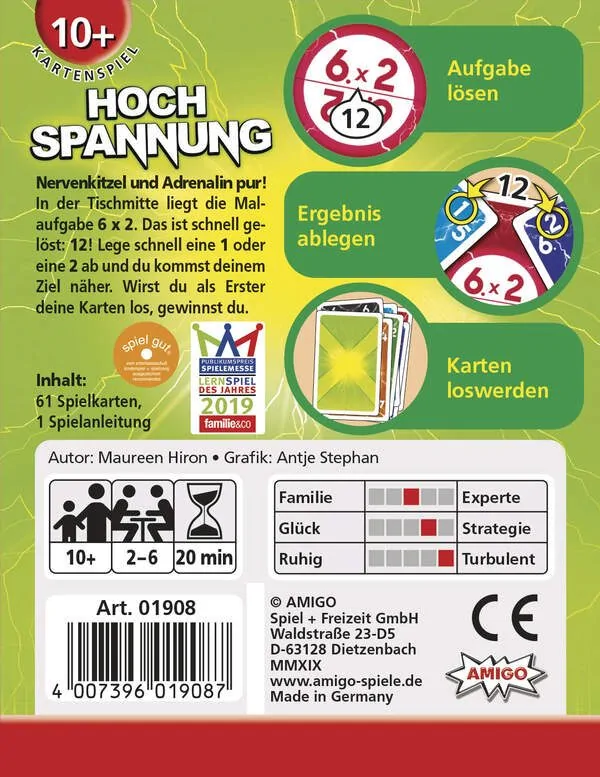 10+
KARTENSPIEL
HOCH
SPANNUNG
Nervenkitzel und Adrenalin pur!
In der Tischmitte liegt die Mal-
aufgabe 6 x 2. Das ist schnell ge-
löst: 12! Lege schnell eine 1 oder
eine 2 ab und du kommst deinem
Ziel näher. Wirst du als Erster
deine Karten los, gewinnst du.
6. x 2
12
Aufgabe
lösen
Ergebnis
ablegen
12
1
2
6.
6. x 2
Karten
loswerden
spiel gut
PUBLIKUMSPREIS
SPIELEMESSE
LERNSPIEL
DES JAHRES
2019
familie&co
Inhalt:
61 Spielkarten,
1 Spielanleitung
Autor: Maureen Hiron • Grafik: Antje Stephan
10+
2–6
20 min
Familie Experte
Glück Strategie
Ruhig Turbulent
Art. 01908
4 007396 019087
© AMIGO
Spiel + Freizeit GmbH
Waldstraße 23-D5
D-63128 Dietzenbach
MMXIX
www.amigo-spiele.de
Made in Germany
CE
AMIGO